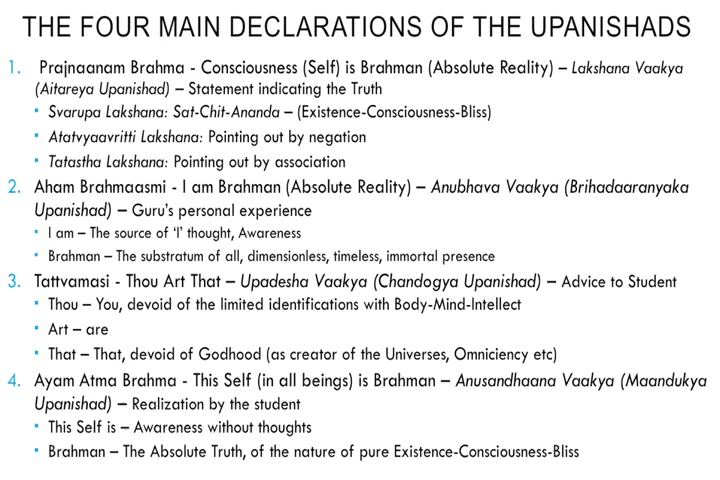 THE FOUR MAIN DECLARATIONS OF THE UPANISHADS
1. Prajnaanam Brahma - Consciousness (Self) is Brahman (Absolute Reality) – Lakshana Vaakya
(Aitareya Upanishad) – Statement indicating the Truth
▪ Svarupa Lakshana: Sat-Chit-Ananda – (Existence-Consciousness-Bliss)
▪ Atatvyaavritti Lakshana: Pointing out by negation
▪ Tatastha Lakshana: Pointing out by association
2. Aham Brahmaasmi - I am Brahman (Absolute Reality) – Anubhava Vaakya (Brihadaaranyaka
Upanishad) – Guru's personal experience
▪ I am – The source of 'I' thought, Awareness
▪ Brahman – The substratum of all, dimensionless, timeless, immortal presence
3. Tattvamasi - Thou Art That – Upadesha Vaakya (Chandogya Upanishad) – Advice to Student
▪ Thou – You, devoid of the limited identifications with Body-Mind-Intellect
▪ Art – are
▪ That – That, devoid of Godhood (as creator of the Universes, Omniciency etc)
4. Ayam Atma Brahma - This Self (in all beings) is Brahman – Anusandhaana Vaakya (Maandukya
Upanishad) – Realization by the student
▪ This Self is – Awareness without thoughts
▪ Brahman – The Absolute Truth, of the nature of pure Existence-Consciousness-Bliss